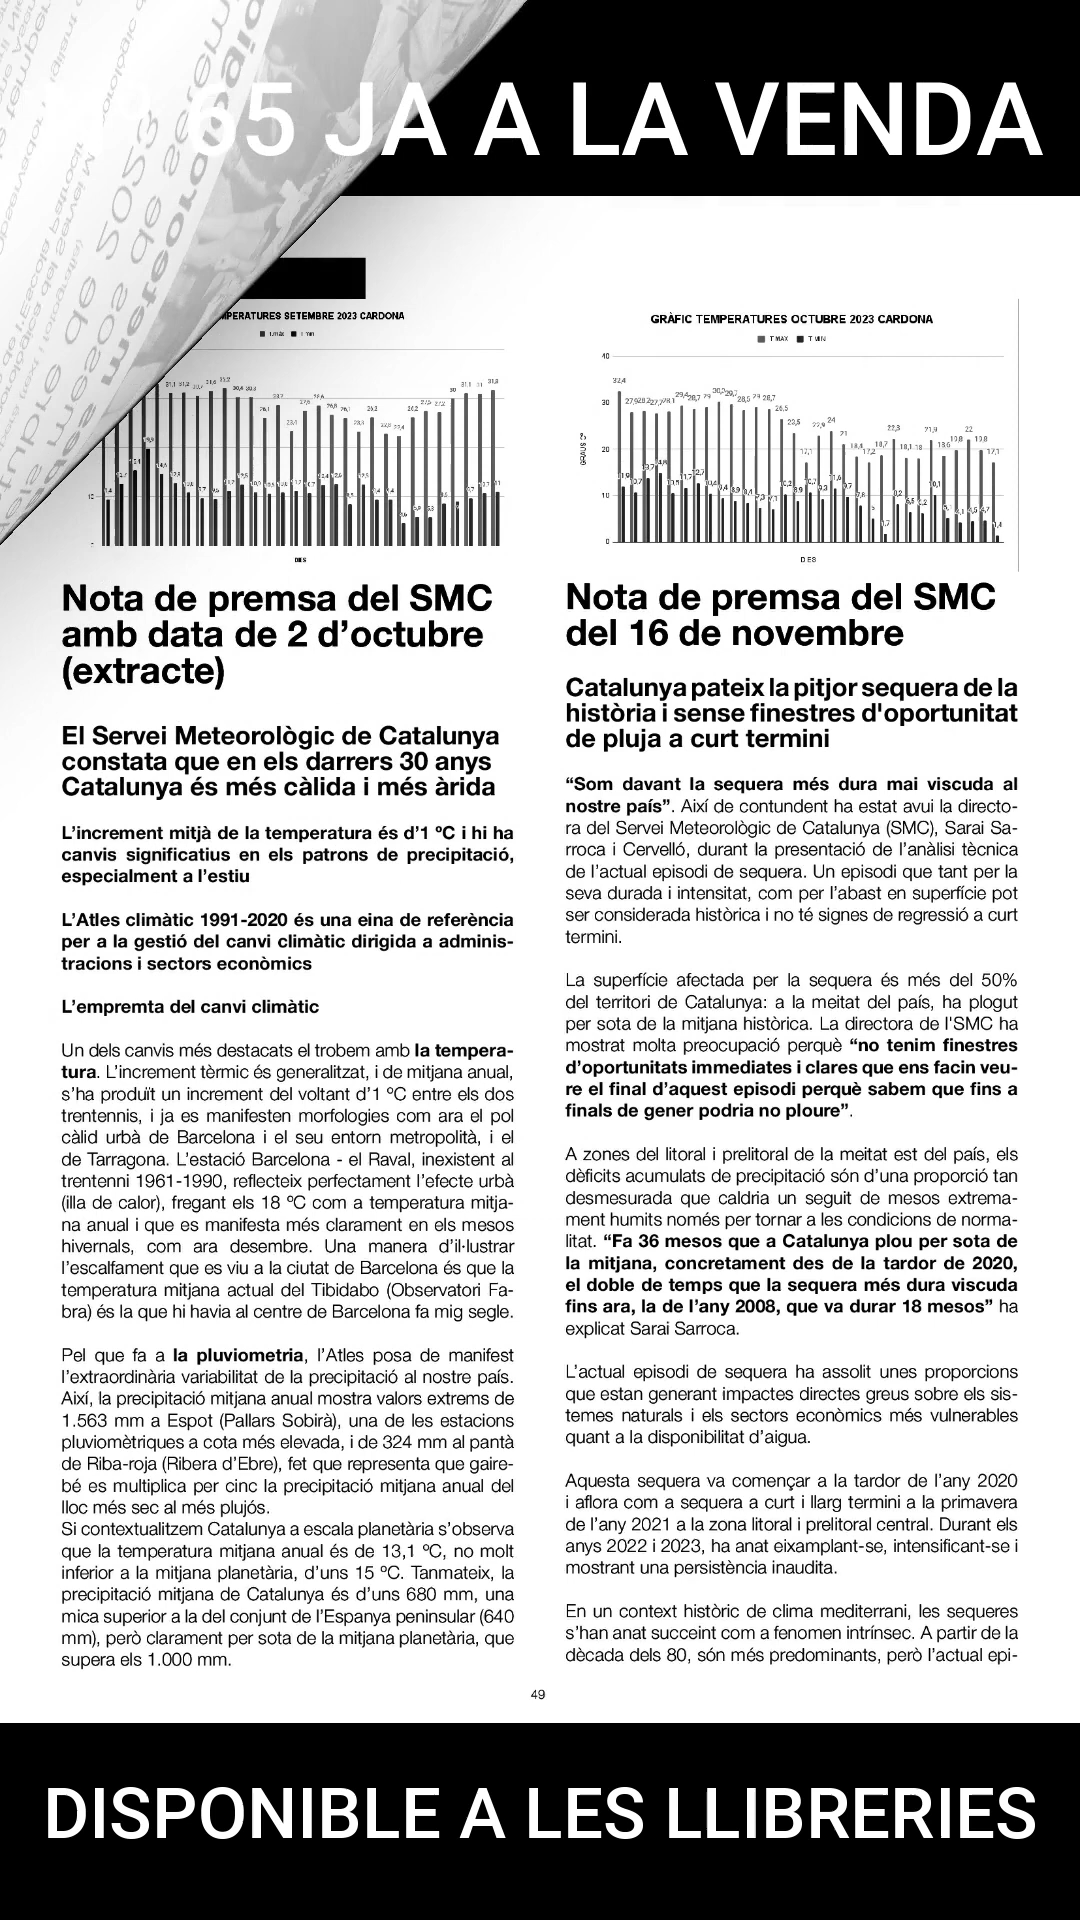 65 JA A LA VENDA
TEMPERATURES SETEMBRE 2023 CARDONA
T MAX T MIN
DIES
GRÀFIC TEMPERATURES OCTUBRE 2023 CARDONA
T MAX T MIN
GRAUS ºC
40
30
20
10
0
DIES
Nota de premsa del SMC
amb data de 2 d’octubre
(extracte)
El Servei Meteorològic de Catalunya
constata que en els darrers 30 anys
Catalunya és més càlida i més àrida
L’increment mitjà de la temperatura és d’1 ºC i hi ha
canvis significatius en els patrons de precipitació,
especialment a l’estiu
L’Atles climàtic 1991-2020 és una eina de referència
per a la gestió del canvi climàtic dirigida a adminis-
tracions i sectors econòmics
L’empremta del canvi climàtic
Un dels canvis més destacats el trobem amb la tempera-
tura. L’increment tèrmic és generalitzat, i de mitjana anual,
s’ha produït un increment del voltant d’1 ºC entre els dos
trentennis, i ja es manifesten morfologies com ara el pol
càlid urbà de Barcelona i el seu entorn metropolità, i el
de Tarragona. L’estació Barcelona - el Raval, inexistent al
trentenni 1961-1990, reflecteix perfectament l’efecte urbà
(illa de calor), fregant els 18 ºC com a temperatura mitja-
na anual i que es manifesta més clarament en els mesos
hivernals, com ara desembre. Una manera d’il·lustrar
l’escalfament que es viu a la ciutat de Barcelona és que la
temperatura mitjana actual del Tibidabo (Observatori Fa-
bra) és la que hi havia al centre de Barcelona fa mig segle.
Pel que fa a la pluviometria, l’Atles posa de manifest
l’extraordinària variabilitat de la precipitació al nostre país.
Així, la precipitació mitjana anual mostra valors extrems de
1.563 mm a Espot (Pallars Sobirà), una de les estacions
pluviomètriques a cota més elevada, i de 324 mm al pantà
de Riba-roja (Ribera d’Ebre), fet que representa que gaire-
bé es multiplica per cinc la precipitació mitjana anual del
lloc més sec al més plujós.
Si contextualitzem Catalunya a escala planetària s’observa
que la temperatura mitjana anual és de 13,1 ºC, no molt
inferior a la mitjana planetària, d’uns 15 ºC. Tanmateix, la
precipitació mitjana de Catalunya és d’uns 680 mm, una
mica superior a la del conjunt de l’Espanya peninsular (640
mm), però clarament per sota de la mitjana planetària, que
supera els 1.000 mm.
Nota de premsa del SMC
del 16 de novembre
Catalunya pateix la pitjor sequera de la
història i sense finestres d'oportunitat
de pluja a curt termini
“Som davant la sequera més dura mai viscuda al
nostre país”. Així de contundent ha estat avui la directo-
ra del Servei Meteorològic de Catalunya (SMC), Sarai Sa-
rroca i Cervelló, durant la presentació de l’anàlisi tècnica
de l’actual episodi de sequera. Un episodi que tant per la
seva durada i intensitat, com per l’abast en superfície pot
ser considerada històrica i no té signes de regressió a curt
termini.
La superfície afectada per la sequera és més del 50%
del territori de Catalunya: a la meitat del país, ha plogut
per sota de la mitjana històrica. La directora de l'SMC ha
mostrat molta preocupació perquè “no tenim finestres
d’oportunitats immediates i clares que ens facin veu-
re el final d’aquest episodi perquè sabem que fins a
finals de gener podria no ploure”.
A zones del litoral i prelitoral de la meitat est del país, els
dèficits acumulats de precipitació són d’una proporció tan
desmesurada que caldria un seguit de mesos extrema-
ment humits només per tornar a les condicions de norma-
litat. “Fa 36 mesos que a Catalunya plou per sota de
la mitjana, concretament des de la tardor de 2020,
el doble de temps que la sequera més dura viscuda
fins ara, la de l’any 2008, que va durar 18 mesos” ha
explicat Sarai Sarroca.
L’actual episodi de sequera ha assolit unes proporcions
que estan generant impactes directes greus sobre els sis-
temes naturals i els sectors econòmics més vulnerables
quant a la disponibilitat d’aigua.
Aquesta sequera va començar a la tardor de l’any 2020
i aflora com a sequera a curt i llarg termini a la primavera
de l’any 2021 a la zona litoral i prelitoral central. Durant els
anys 2022 i 2023, ha anat eixamplant-se, intensificant-se i
mostrant una persistència inaudita.
En un context històric de clima mediterrani, les sequeres
s’han anat succeint com a fenomen intrínsec. A partir de la
dècada dels 80, són més predominants, però l’actual epi-
49
DISPONIBLE A LES LLIBRERIES